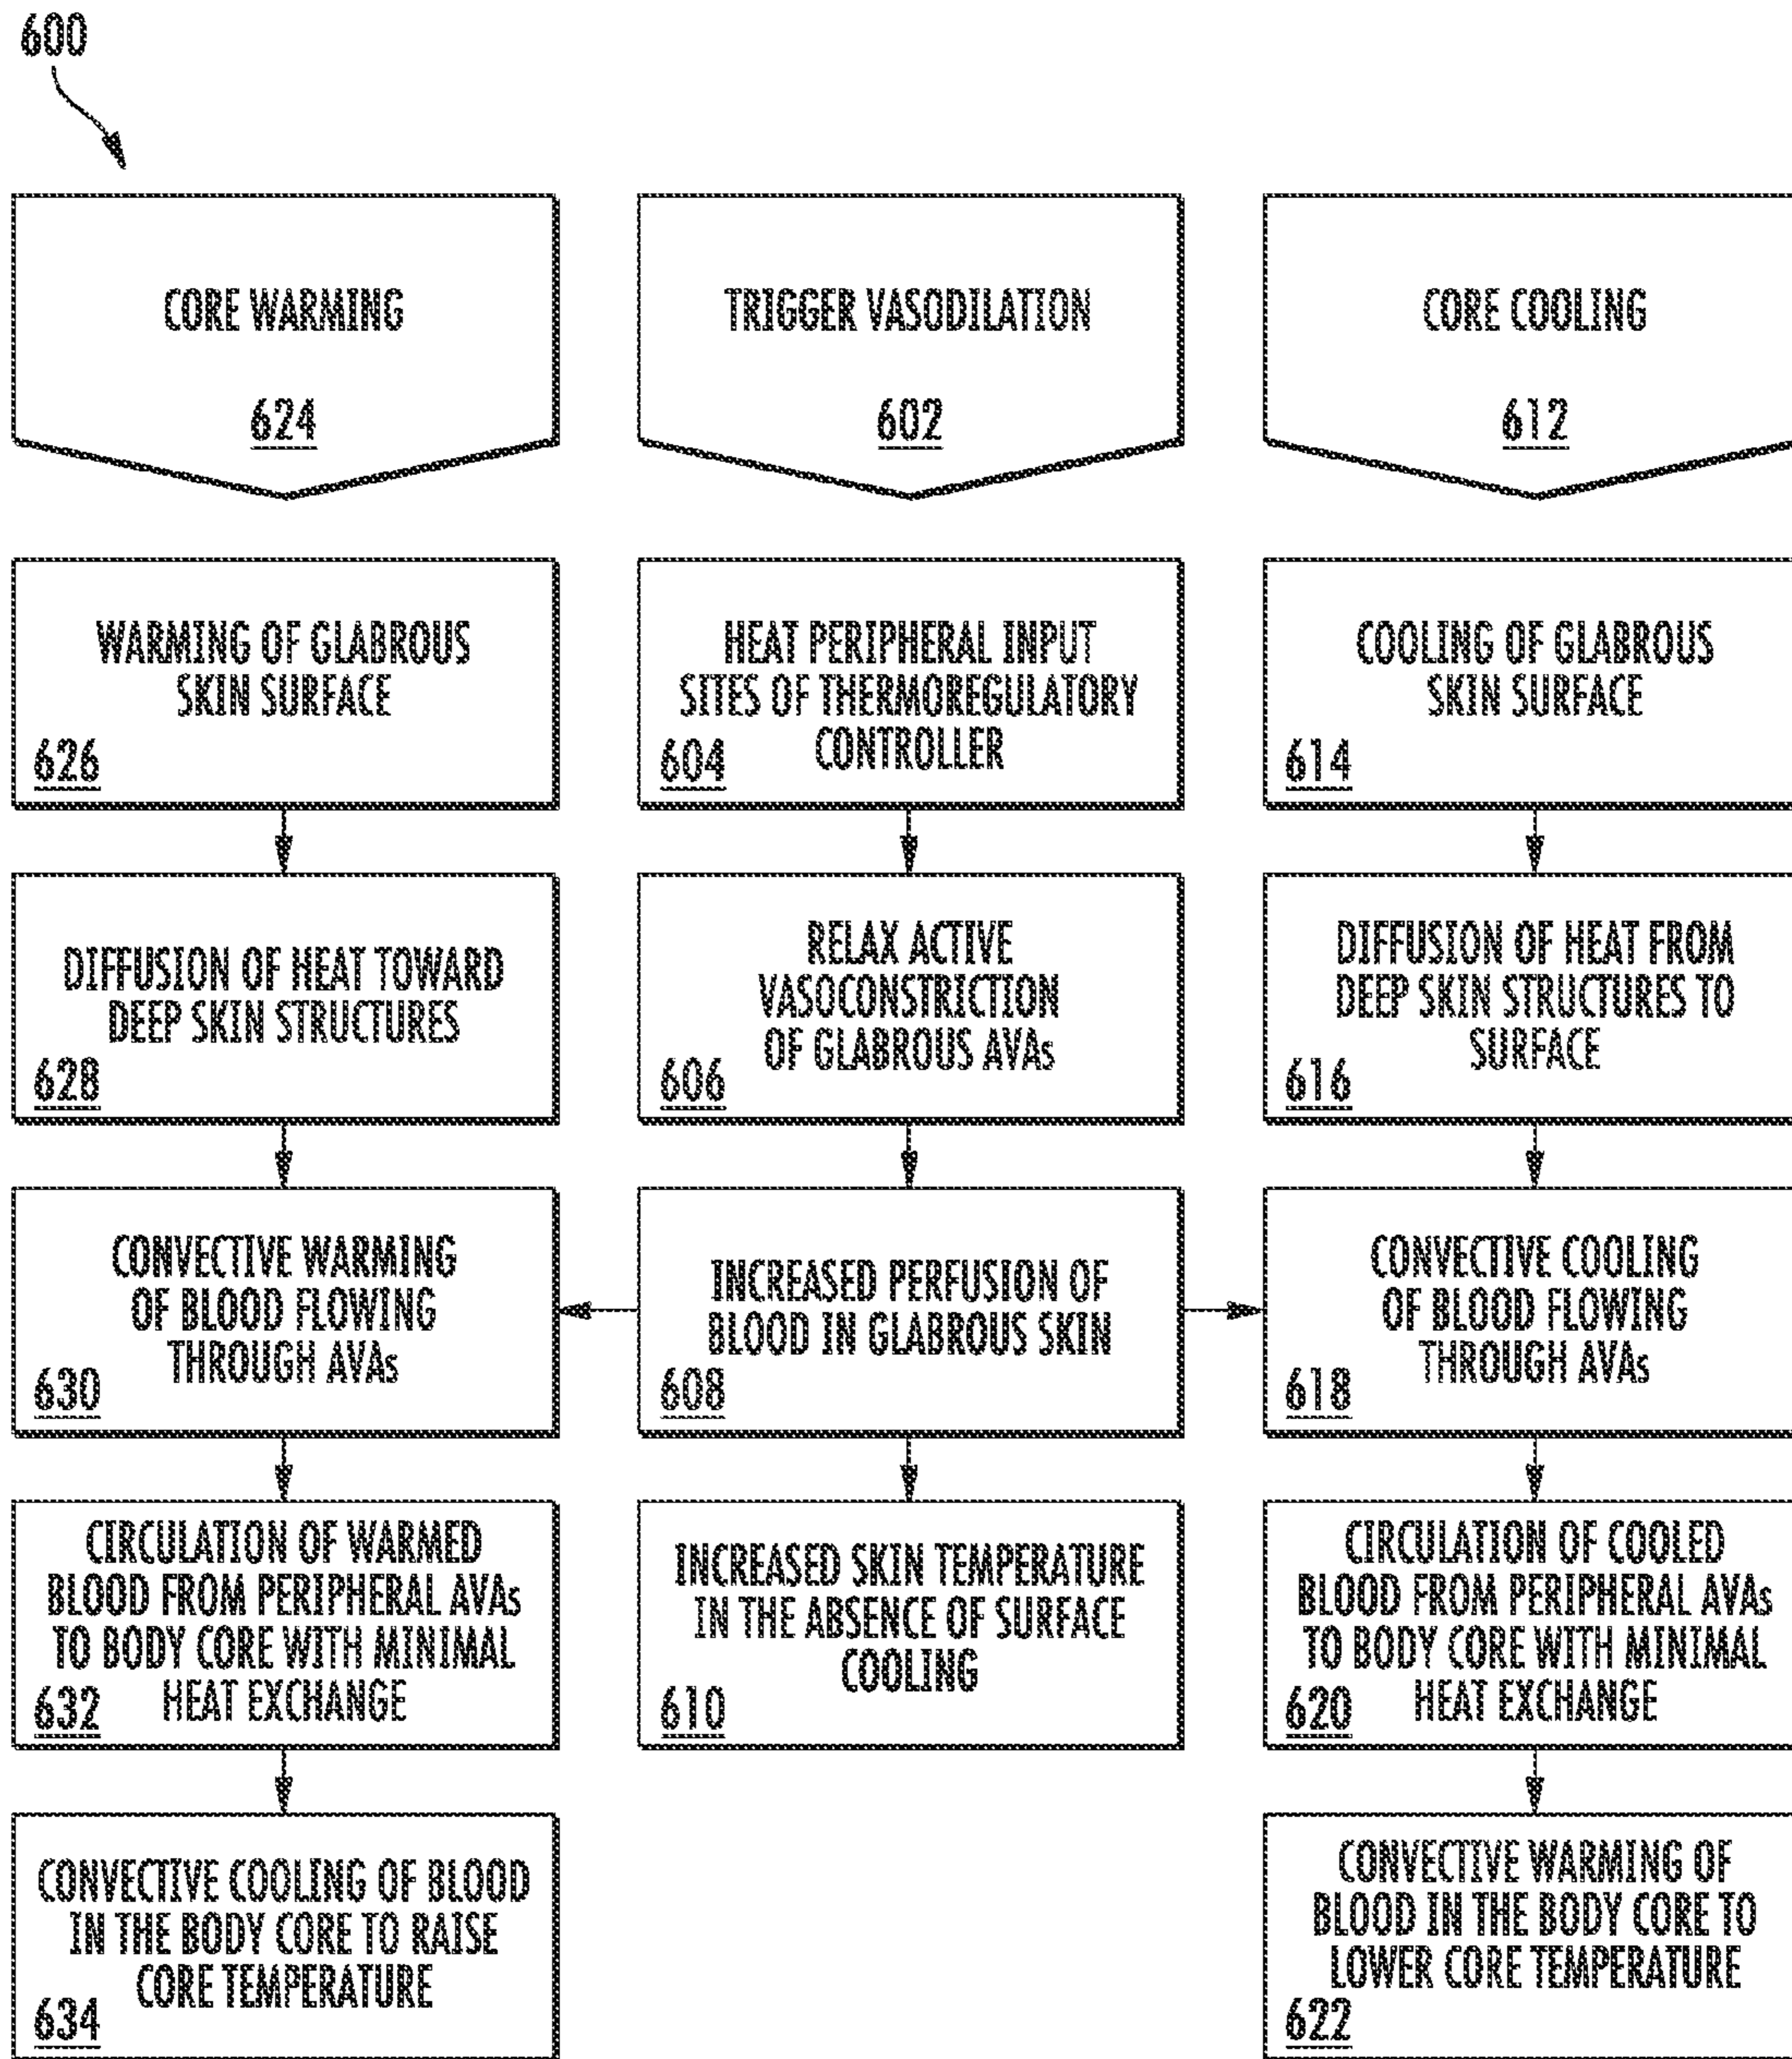 600
CORE WARMING
624
TRIGGER VASODILATION
602
CORE COOLING
612
WARMING OF GLABROUS
SKIN SURFACE
626
HEAT PERIPHERAL INPUT
SITES OF THERMOREGULATORY
CONTROLLER
604
COOLING OF GLABROUS
SKIN SURFACE
614
DIFFUSION OF HEAT TOWARD
DEEP SKIN STRUCTURES
628
RELAX ACTIVE
VASOCONSTRICTION
OF GLABROUS AVAs
606
DIFFUSION OF HEAT FROM
DEEP SKIN STRUCTURES TO
SURFACE
616
CONVECTIVE WARMING
OF BLOOD FLOWING
THROUGH AVAs
630
INCREASED PERFUSION OF
BLOOD IN GLABROUS SKIN
608
CONVECTIVE COOLING
OF BLOOD FLOWING
THROUGH AVAs
618
CIRCULATION OF WARMED
BLOOD FROM PERIPHERAL AVAs
TO BODY CORE WITH MINIMAL
HEAT EXCHANGE
632
INCREASED SKIN TEMPERATURE
IN THE ABSENCE OF SURFACE
COOLING
610
CIRCULATION OF COOLED
BLOOD FROM PERIPHERAL AVAs
TO BODY CORE WITH MINIMAL
HEAT EXCHANGE
620
CONVECTIVE COOLING OF BLOOD
IN THE BODY CORE TO RAISE
CORE TEMPERATURE
634
CONVECTIVE WARMING OF
BLOOD IN THE BODY CORE TO
LOWER CORE TEMPERATURE
622